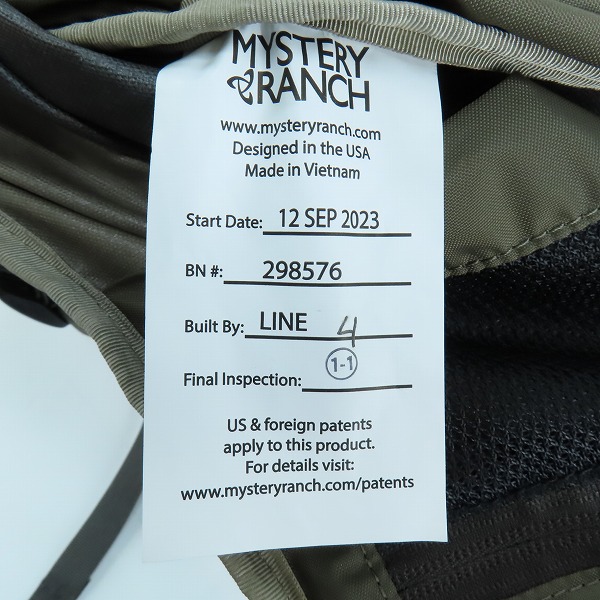 MYSTERY
RANCH
www.mysteryranch.com
Designed in the USA
Made in Vietnam
Start Date: 12 SEP 2023
BN #: 298576
Built By: LINE 4
1-1
Final Inspection:
US & foreign patents
apply to this product.
For details visit:
www.mysteryranch.com/patents